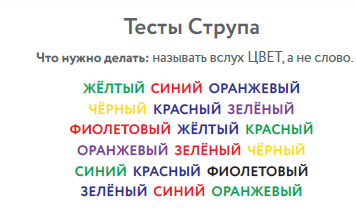 Тесты Струпа
Что нужно делать: называть вслух ЦВЕТ, а не слово.
ЖЁЛТЫЙ СИНИЙ ОРАНЖЕВЫЙ
ЧЁРНЫЙ КРАСНЫЙ ЗЕЛЁНЫЙ
ФИОЛЕТОВЫЙ ЖЁЛТЫЙ КРАСНЫЙ
ОРАНЖЕВЫЙ ЗЕЛЁНЫЙ ЧЁРНЫЙ
СИНИЙ КРАСНЫЙ ФИОЛЕТОВЫЙ
ЗЕЛЁНЫЙ СИНИЙ ОРАНЖЕВЫЙ